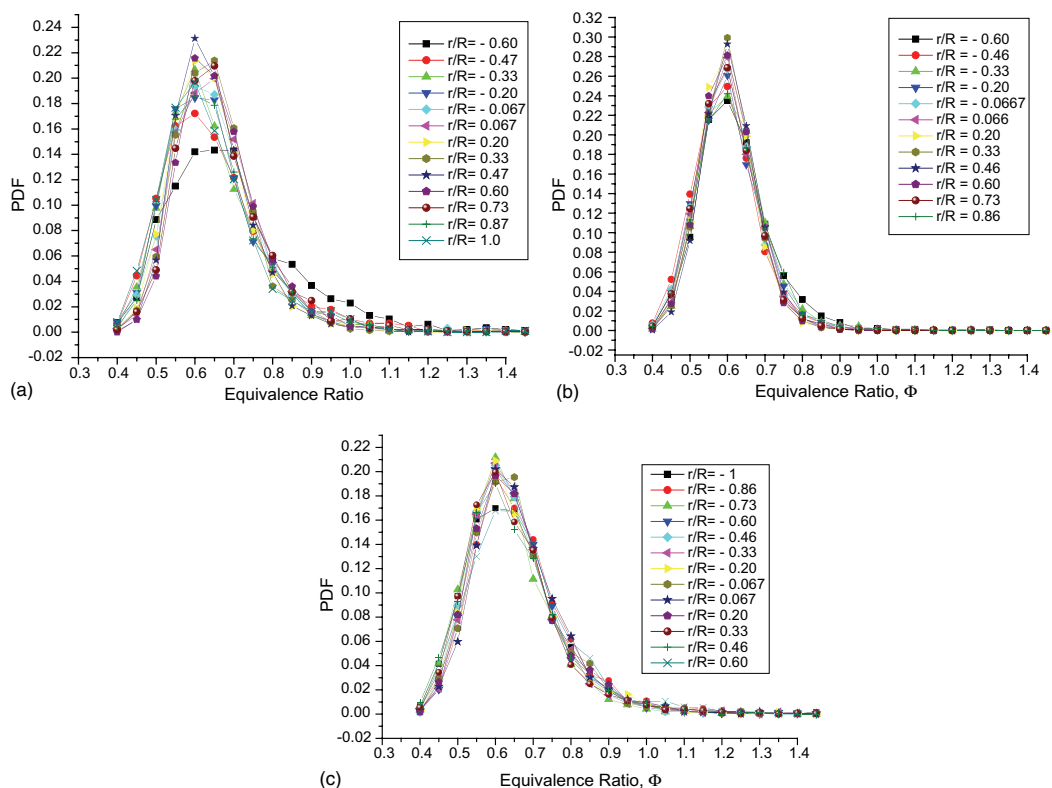 (a)
PDF
0.24
0.22
0.20
0.18
0.16
0.14
0.12
0.10
0.08
0.06
0.04
0.02
0.00
-0.02
0.3 0.4 0.5 0.6 0.7 0.8 0.9 1.0 1.1 1.2 1.3 1.4
Equivalence Ratio
r/R= - 0.60
r/R= - 0.47
r/R= - 0.33
r/R= - 0.20
r/R= - 0.067
r/R= 0.067
r/R= 0.20
r/R= 0.33
r/R= 0.47
r/R= 0.60
r/R= 0.73
r/R= 0.87
r/R= 1.0
(b)
PDF
0.32
0.30
0.28
0.26
0.24
0.22
0.20
0.18
0.16
0.14
0.12
0.10
0.08
0.06
0.04
0.02
0.00
-0.02
0.3 0.4 0.5 0.6 0.7 0.8 0.9 1.0 1.1 1.2 1.3 1.4
Equivalence Ratio, Φ
r/R = -0.60
r/R = -0.46
r/R = -0.33
r/R = -0.20
r/R = -0.0667
r/R = 0.066
r/R = 0.20
r/R = 0.33
r/R = 0.46
r/R = 0.60
r/R = 0.73
r/R = 0.86
(c)
PDF
0.22
0.20
0.18
0.16
0.14
0.12
0.10
0.08
0.06
0.04
0.02
0.00
-0.02
0.3 0.4 0.5 0.6 0.7 0.8 0.9 1.0 1.1 1.2 1.3 1.4
Equivalence Ratio, Φ
r/R= - 1
r/R= - 0.86
r/R= - 0.73
r/R= - 0.60
r/R= - 0.46
r/R= - 0.33
r/R= - 0.20
r/R= - 0.067
r/R= 0.067
r/R= 0.20
r/R= 0.33
r/R= 0.46
r/R= 0.60